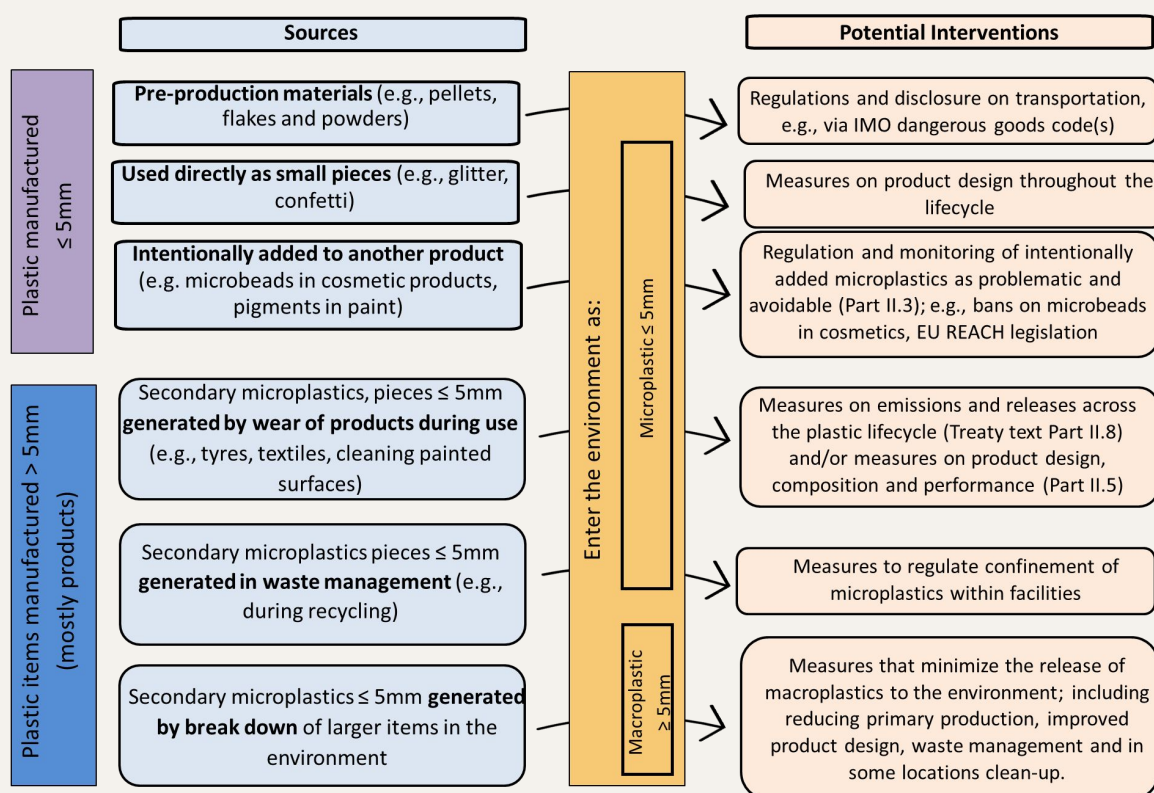 Sources
Potential Interventions
Plastic manufactured
≤ 5mm
Pre-production materials (e.g., pellets,
flakes and powders)
Used directly as small pieces (e.g., glitter,
confetti)
Intentionally added to another product
(e.g. microbeads in cosmetic products,
pigments in paint)
Plastic items manufactured > 5mm
(mostly products)
Secondary microplastics, pieces ≤ 5mm
generated by wear of products during use
(e.g., tyres, textiles, cleaning painted
surfaces)
Secondary microplastics pieces ≤ 5mm
generated in waste management (e.g.,
during recycling)
Secondary microplastics ≤ 5mm generated
by break down of larger items in the
environment
Enter the environment as:
Microplastic ≤ 5mm
Macroplastic
≥ 5mm
Regulations and disclosure on transportation,
e.g., via IMO dangerous goods code(s)
Measures on product design throughout the
lifecycle
Regulation and monitoring of intentionally
added microplastics as problematic and
avoidable (Part II.3); e.g., bans on microbeads
in cosmetics, EU REACH legislation
Measures on emissions and releases across
the plastic lifecycle (Treaty text Part II.8)
and/or measures on product design,
composition and performance (Part II.5)
Measures to regulate confinement of
microplastics within facilities
Measures that minimize the release of
macroplastics to the environment; including
reducing primary production, improved
product design, waste management and in
some locations clean-up.